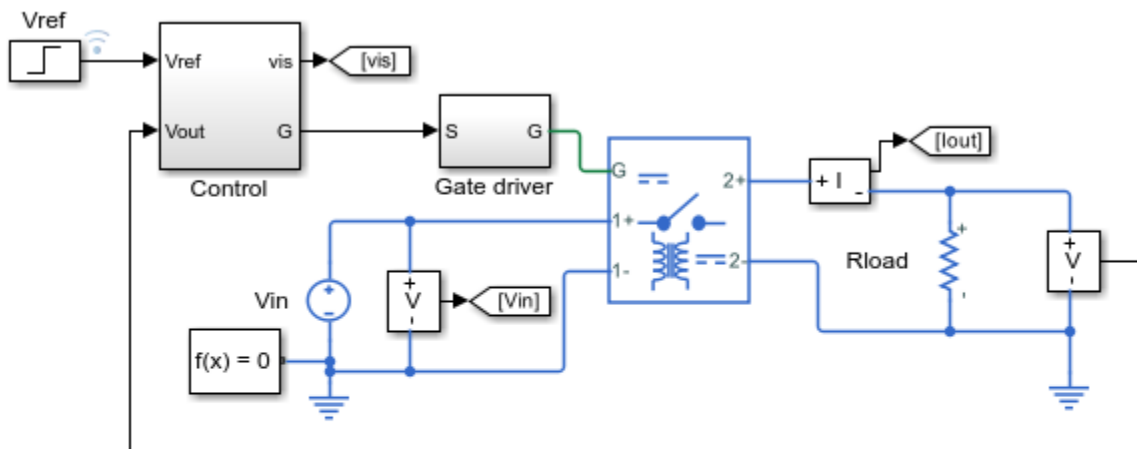 Vref
Vref
vis
[vis]
Vout
G
Control
S
G
Gate driver
G
1+
1-
2+
2-
+ I
-
[Iout]
Vin
+
-
+
V
-
[Vin]
f(x) = 0
Rload
+
-
+
V
-